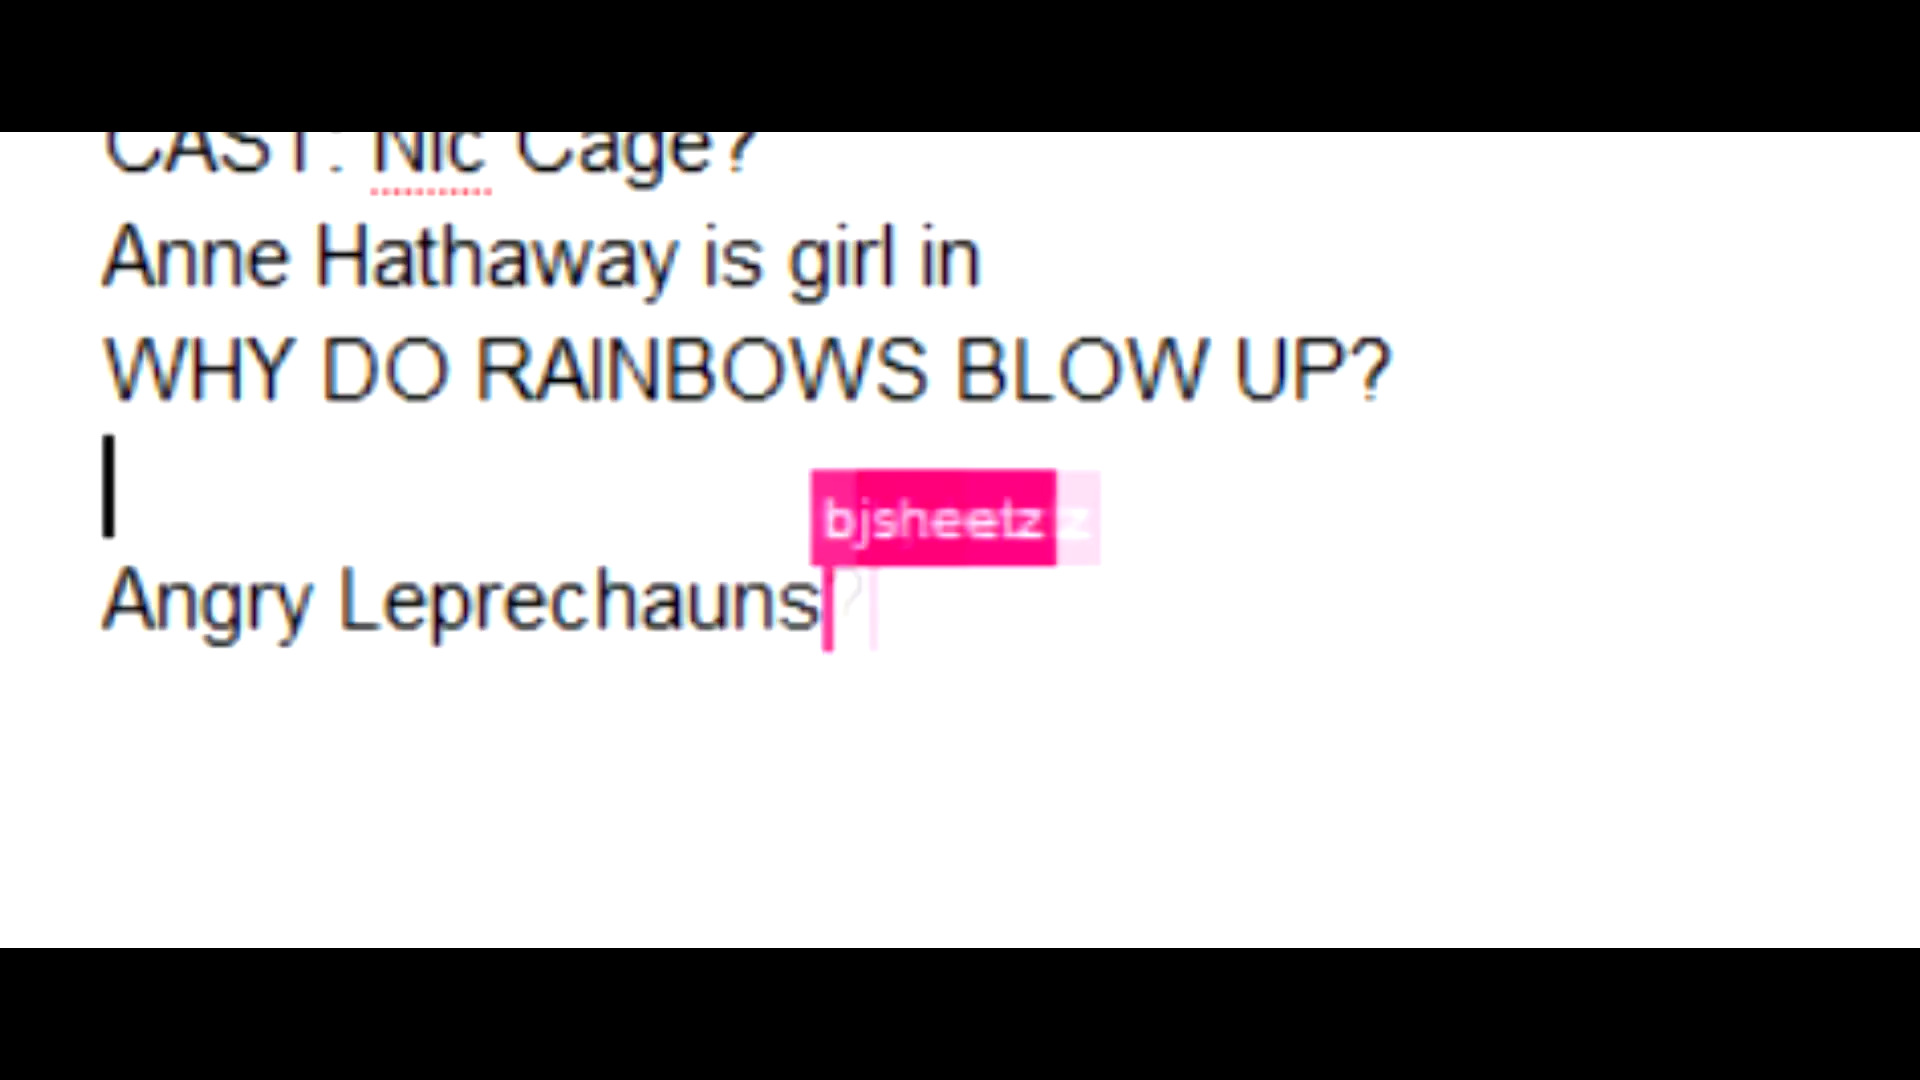 CAST: Nic Cage?
Anne Hathaway is girl in
WHY DO RAINBOWS BLOW UP?
bjsheetz
Angry Leprechauns?